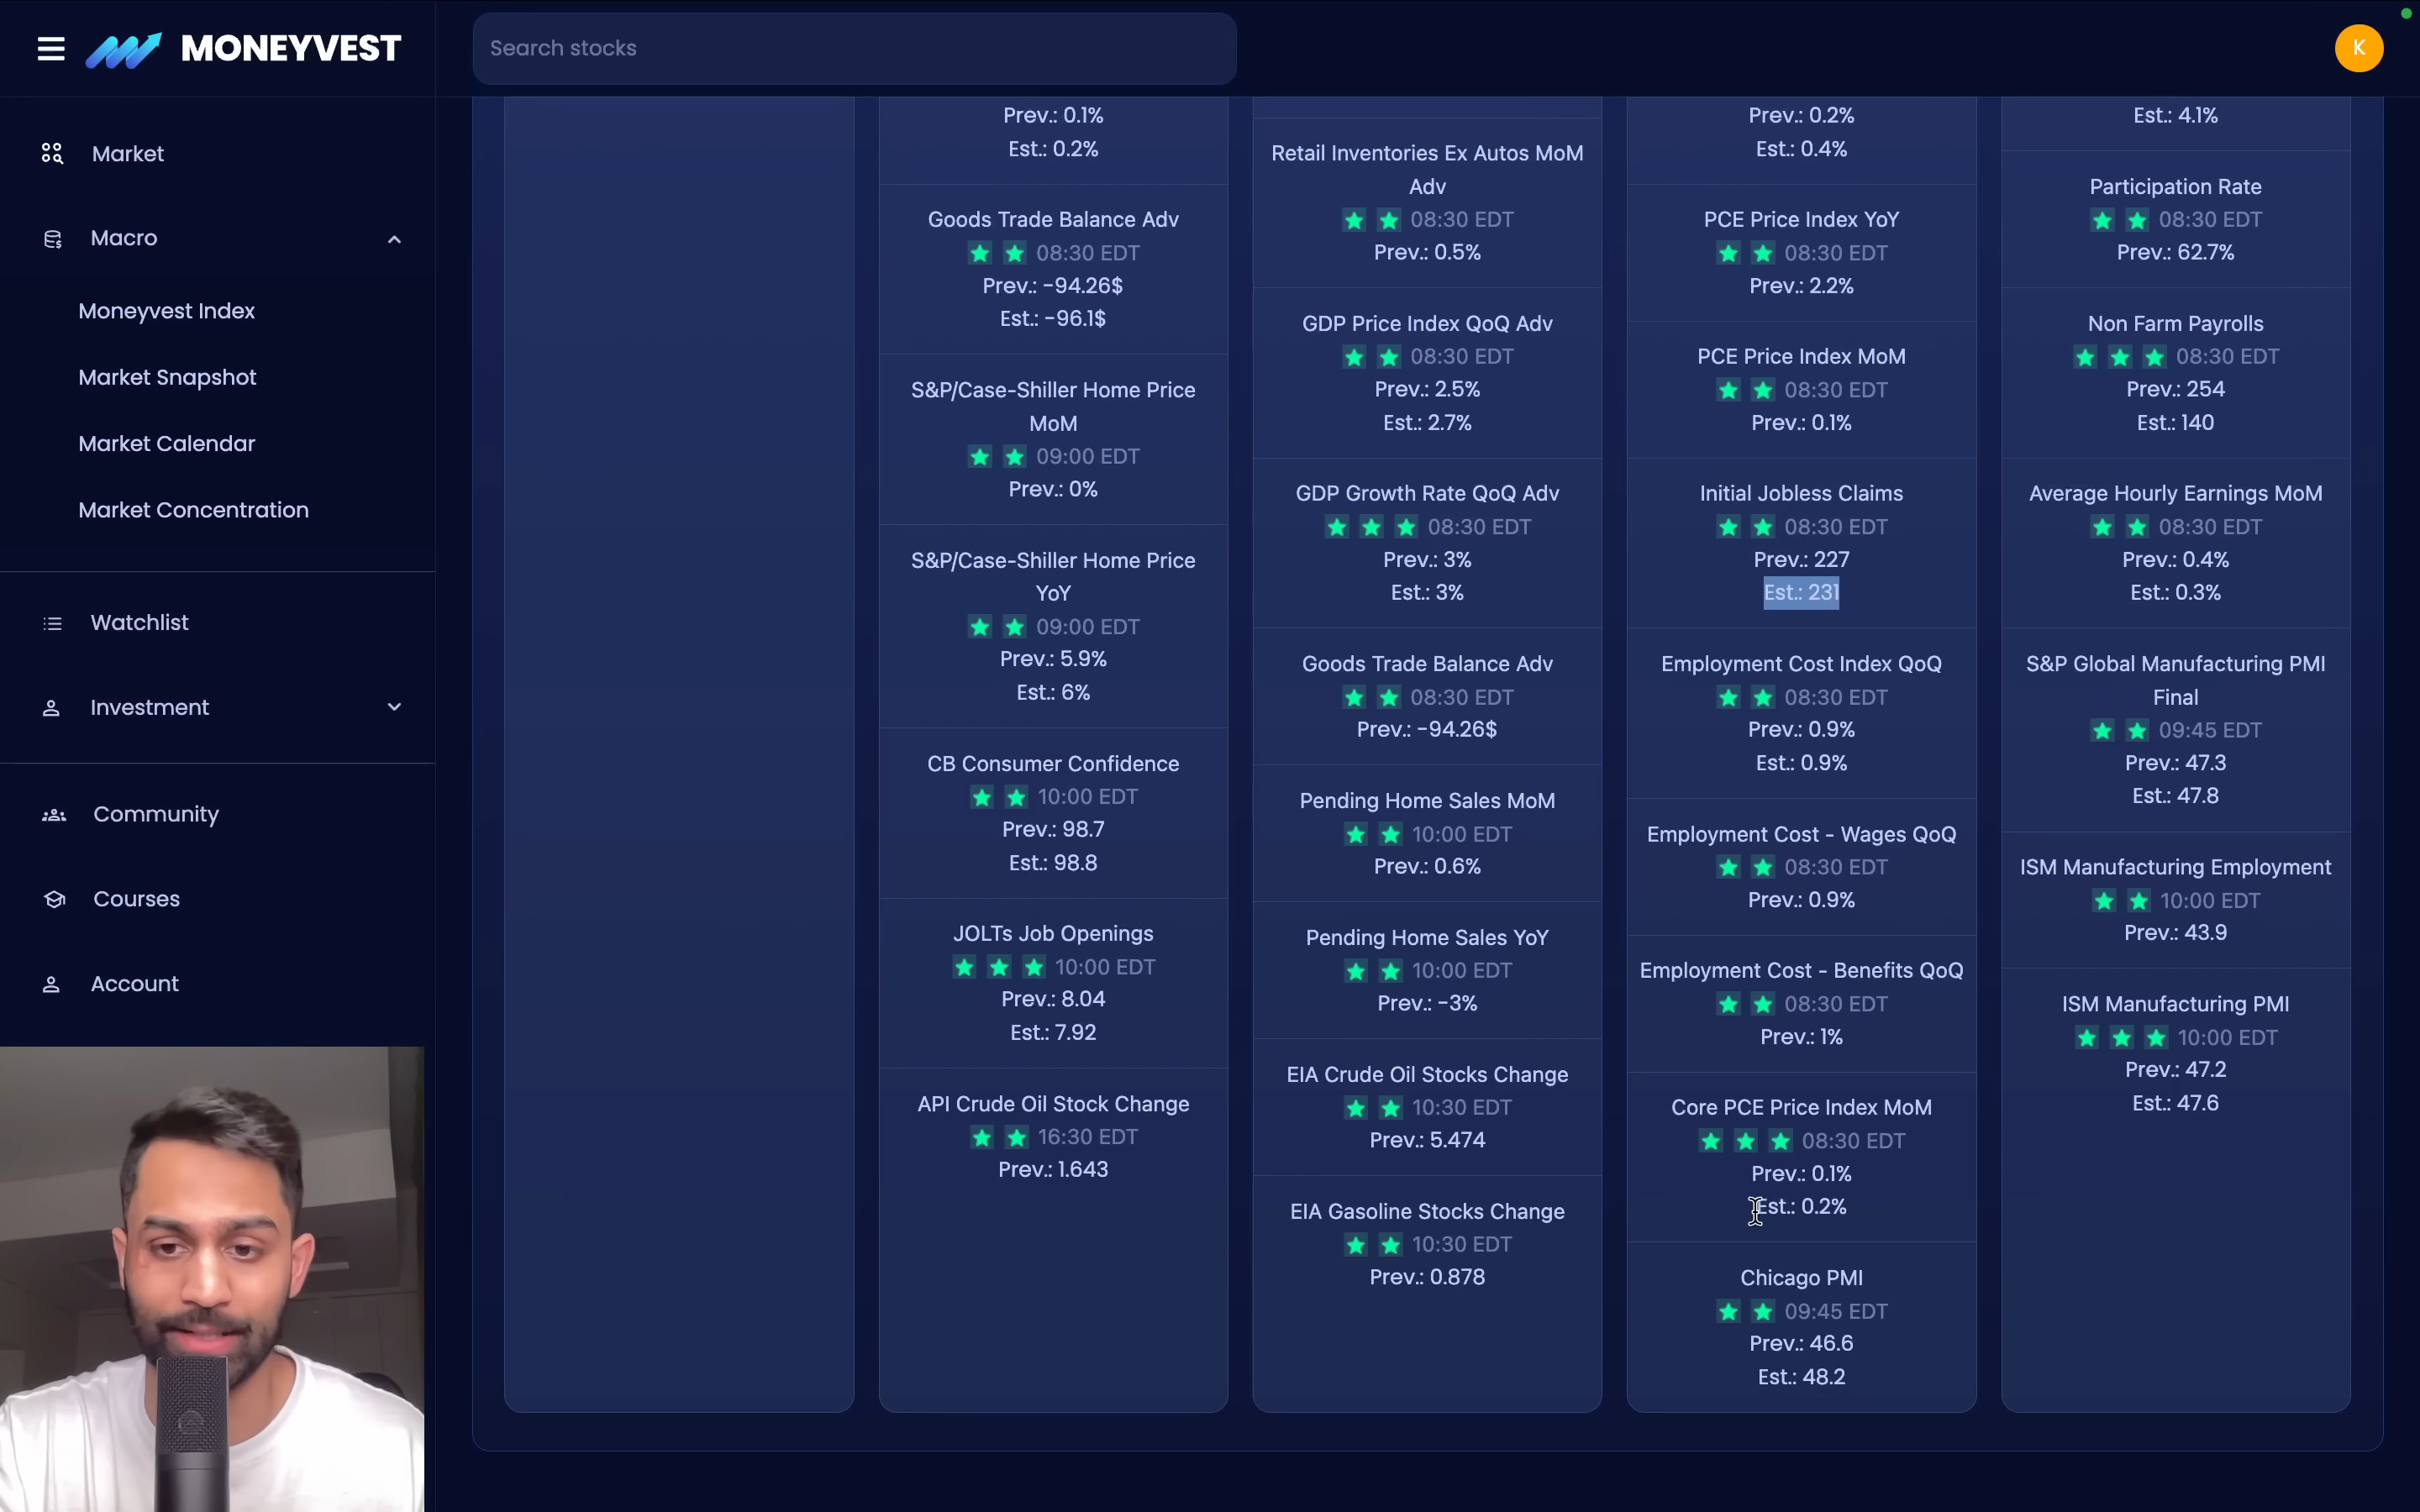 MONEYVEST
Search stocks
K
Market
Macro
Moneyvest Index
Market Snapshot
Market Calendar
Market Concentration
Watchlist
Investment
Community
Courses
Account
Prev.: 0.1%
Est.: 0.2%
Goods Trade Balance Adv
08:30 EDT
Prev.: -94.26$
Est.: -96.1$
S&P/Case-Shiller Home Price
MoM
09:00 EDT
Prev.: 0%
S&P/Case-Shiller Home Price
YoY
09:00 EDT
Prev.: 5.9%
Est.: 6%
CB Consumer Confidence
10:00 EDT
Prev.: 98.7
Est.: 98.8
JOLTs Job Openings
10:00 EDT
Prev.: 8.04
Est.: 7.92
API Crude Oil Stock Change
16:30 EDT
Prev.: 1.643
Retail Inventories Ex Autos MoM
Adv
08:30 EDT
Prev.: 0.5%
GDP Price Index QoQ Adv
08:30 EDT
Prev.: 2.5%
Est.: 2.7%
GDP Growth Rate QoQ Adv
08:30 EDT
Prev.: 3%
Est.: 3%
Goods Trade Balance Adv
08:30 EDT
Prev.: -94.26$
Pending Home Sales MoM
10:00 EDT
Prev.: 0.6%
Pending Home Sales YoY
10:00 EDT
Prev.: -3%
EIA Crude Oil Stocks Change
10:30 EDT
Prev.: 5.474
EIA Gasoline Stocks Change
10:30 EDT
Prev.: 0.878
Prev.: 0.2%
Est.: 0.4%
PCE Price Index YoY
08:30 EDT
Prev.: 2.2%
PCE Price Index MoM
08:30 EDT
Prev.: 0.1%
Initial Jobless Claims
08:30 EDT
Prev.: 227
Est.: 231
Employment Cost Index QoQ
08:30 EDT
Prev.: 0.9%
Est.: 0.9%
Employment Cost - Wages QoQ
08:30 EDT
Prev.: 0.9%
Employment Cost - Benefits QoQ
08:30 EDT
Prev.: 1%
Core PCE Price Index MoM
08:30 EDT
Prev.: 0.1%
Est.: 0.2%
Chicago PMI
09:45 EDT
Prev.: 46.6
Est.: 48.2
Est.: 4.1%
Participation Rate
08:30 EDT
Prev.: 62.7%
Non Farm Payrolls
08:30 EDT
Prev.: 254
Est.: 140
Average Hourly Earnings MoM
08:30 EDT
Prev.: 0.4%
Est.: 0.3%
S&P Global Manufacturing PMI
Final
09:45 EDT
Prev.: 47.3
Est.: 47.8
ISM Manufacturing Employment
10:00 EDT
Prev.: 43.9
ISM Manufacturing PMI
10:00 EDT
Prev.: 47.2
Est.: 47.6